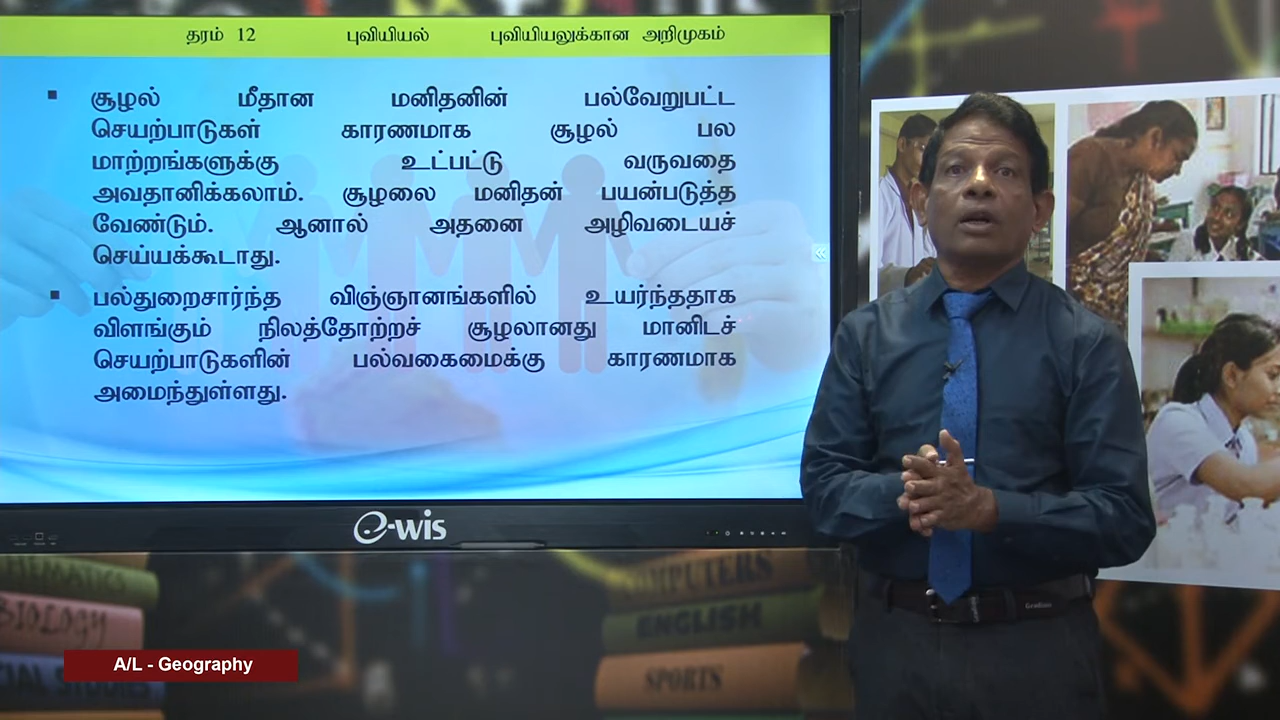 தரம் 12 புவியியல் புவியியலுக்கான அறிமுகம்
▪ சூழல் மீதான மனிதனின் பல்வேறுபட்ட
செயற்பாடுகள் காரணமாக சூழல் பல
மாற்றங்களுக்கு உட்பட்டு வருவதை
அவதானிக்கலாம். சூழலை மனிதன் பயன்படுத்த
வேண்டும். ஆனால் அதனை அழிவடையச்
செய்யக்கூடாது.
▪ பல்துறைசார்ந்த விஞ்ஞானங்களில் உயர்ந்ததாக
விளங்கும் நிலத்தோற்றச் சூழலானது மானிடச்
செயற்பாடுகளின் பல்வகைமைக்கு காரணமாக
அமைந்துள்ளது.
e-wis
HEMATICS
BIOLOGY
CIAL STUDIES
COMPUTERS
ENGLISH
SPORTS
A/L - Geography